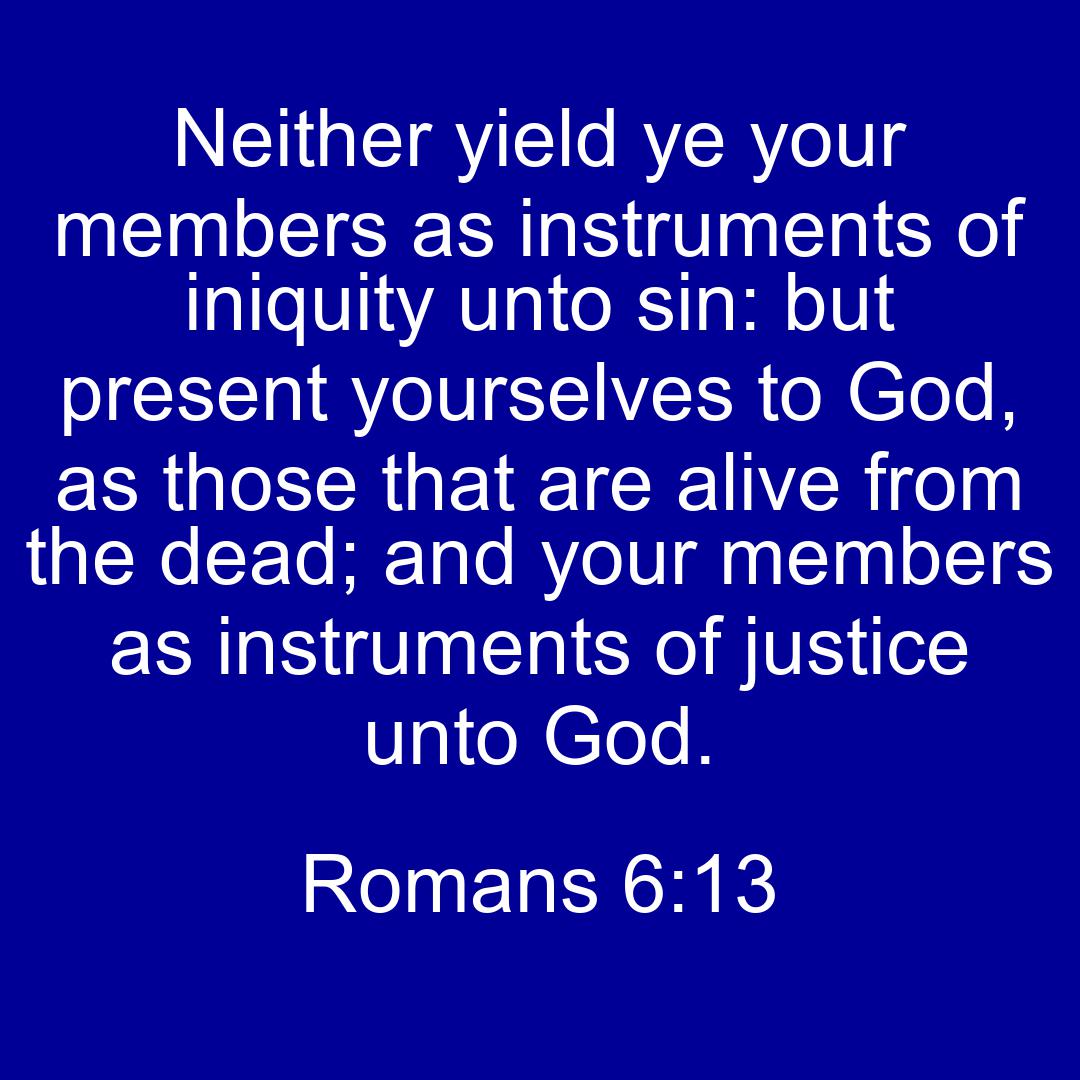 Neither yield ye your
members as instruments of
iniquity unto sin: but
present yourselves to God,
as those that are alive from
the dead; and your members
as instruments of justice
unto God.
Romans 6:13